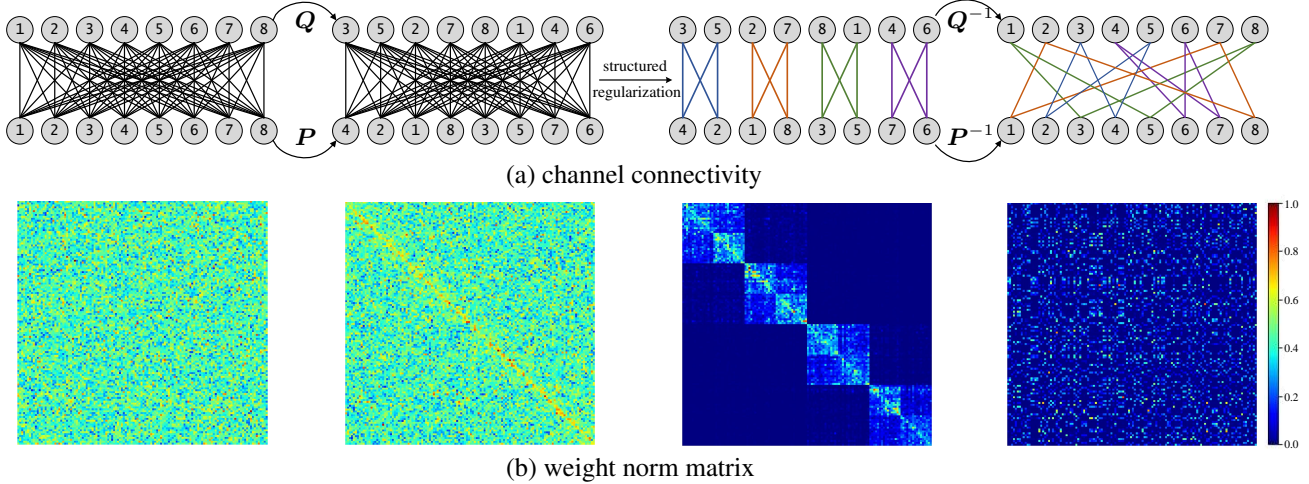 1 2 3 4 5 6 7 8 Q 3 5 2 7 8 1 4 6 3 5 2 7 8 1 4 6 Q⁻¹ 1 2 3 4 5 6 7 8
structured
regularization
1 2 3 4 5 6 7 8 P 4 2 1 8 3 5 7 6 4 2 1 8 3 5 7 6 P⁻¹ 1 2 3 4 5 6 7 8
(a) channel connectivity
1.0
0.8
0.6
0.4
0.2
0.0
(b) weight norm matrix